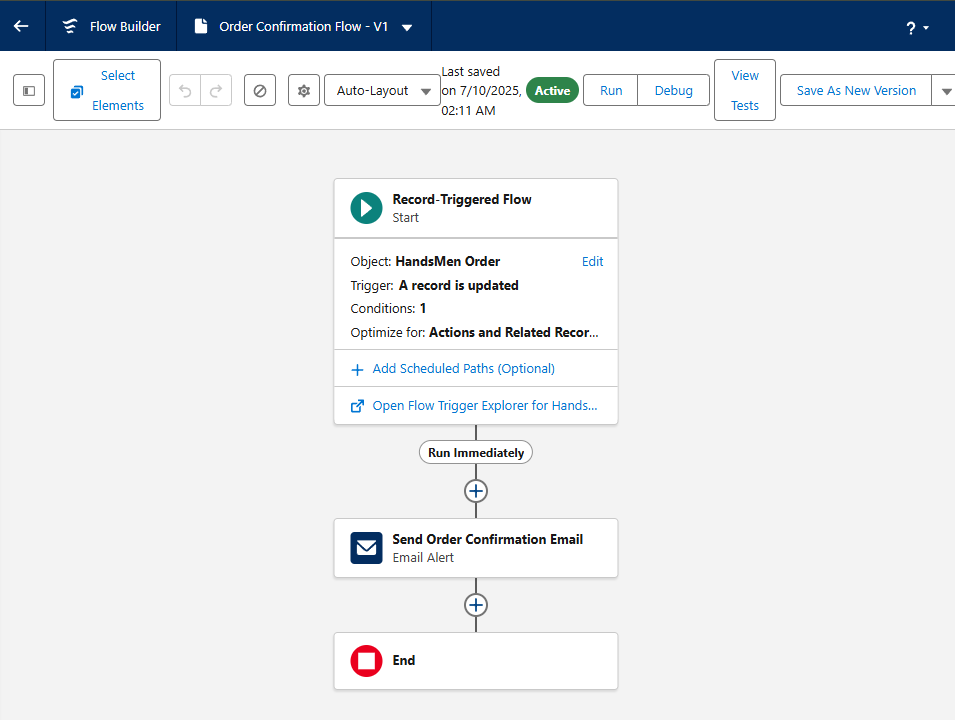 Flow Builder
Order Confirmation Flow - V1
?
Select
Elements
Auto-Layout
Last saved
on 7/10/2025,
02:11 AM
Active
Run
Debug
View
Tests
Save As New Version
Record-Triggered Flow
Start
Object: HandsMen Order
Edit
Trigger: A record is updated
Conditions: 1
Optimize for: Actions and Related Recor...
Add Scheduled Paths (Optional)
Open Flow Trigger Explorer for Hands...
Run Immediately
Send Order Confirmation Email
Email Alert
End